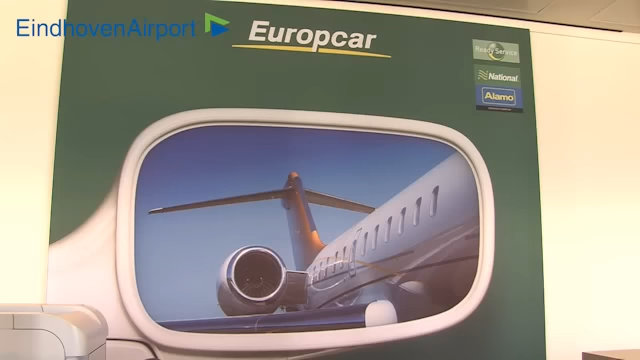 EindhovenAirport
Europcar
Ready Service
National
Alamo